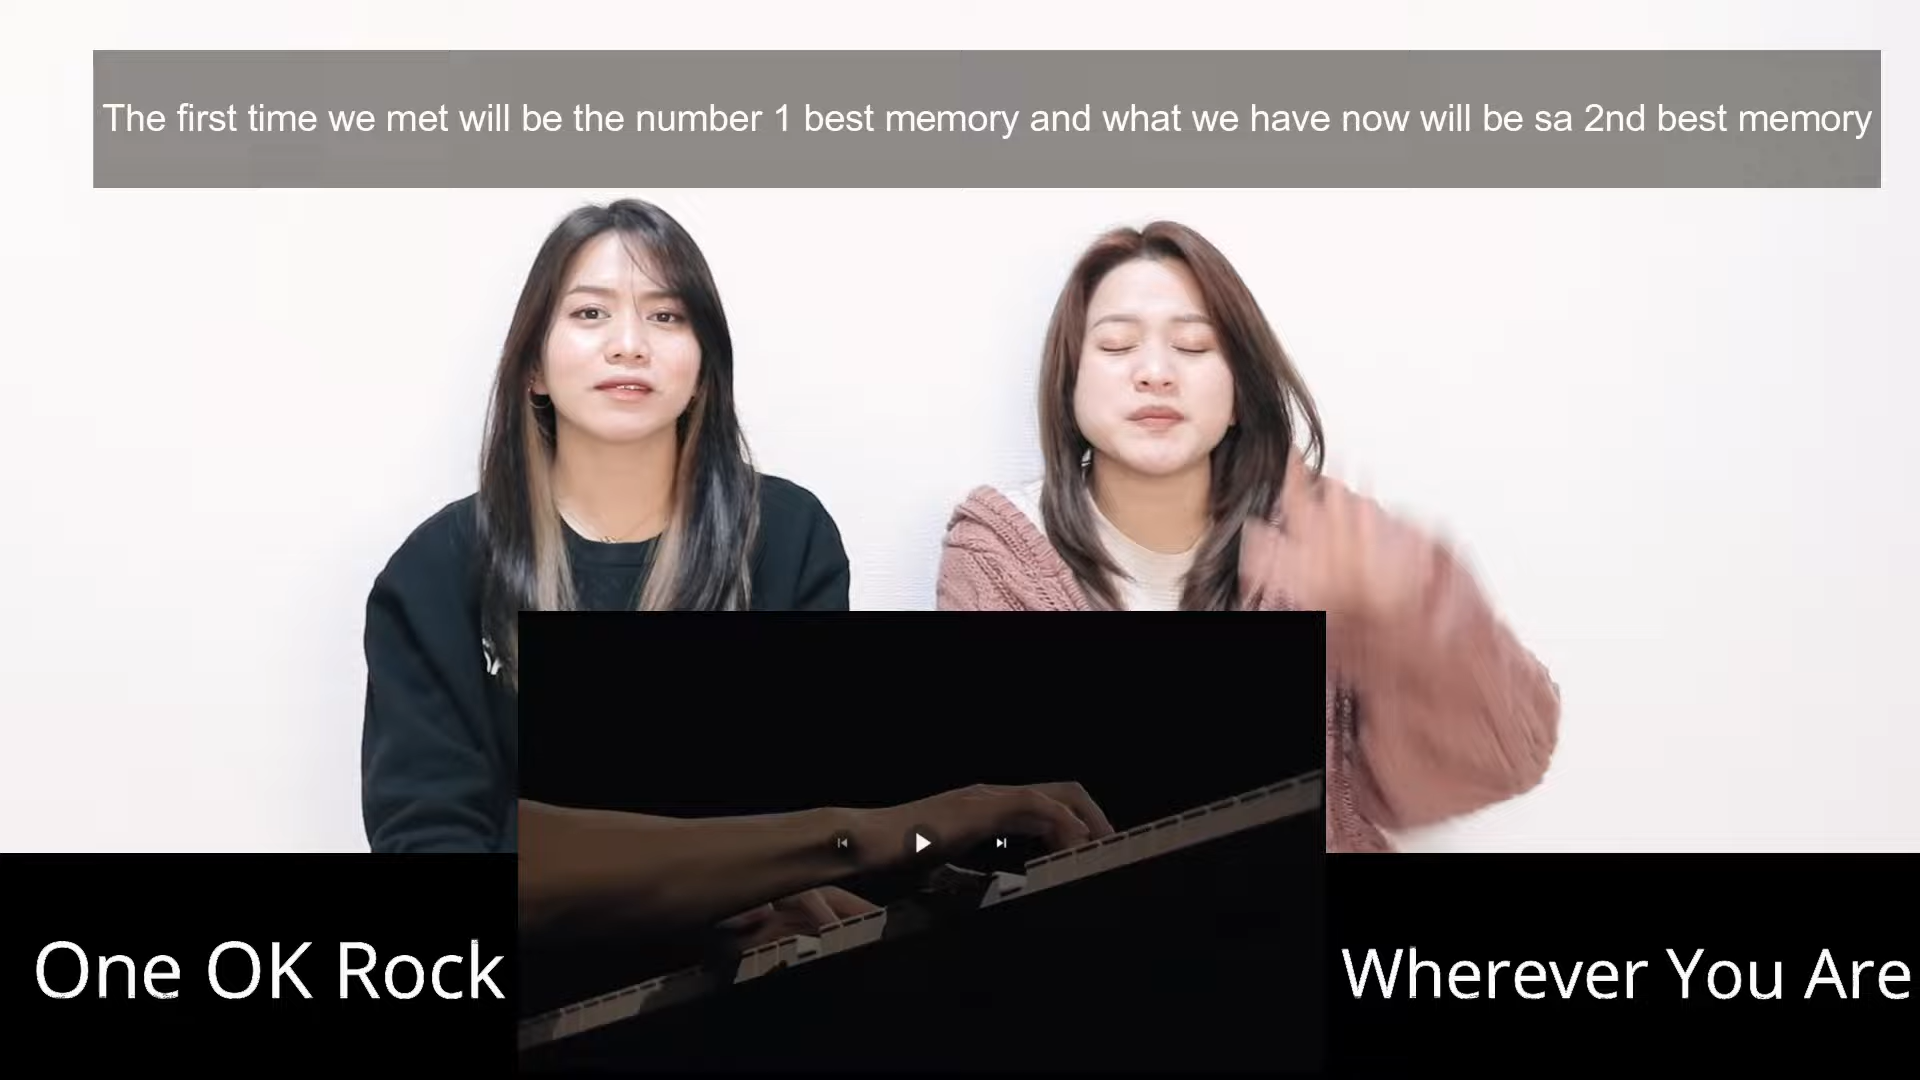 The first time we met will be the number 1 best memory and what we have now will be sa 2nd best memory
One OK Rock
Wherever You Are